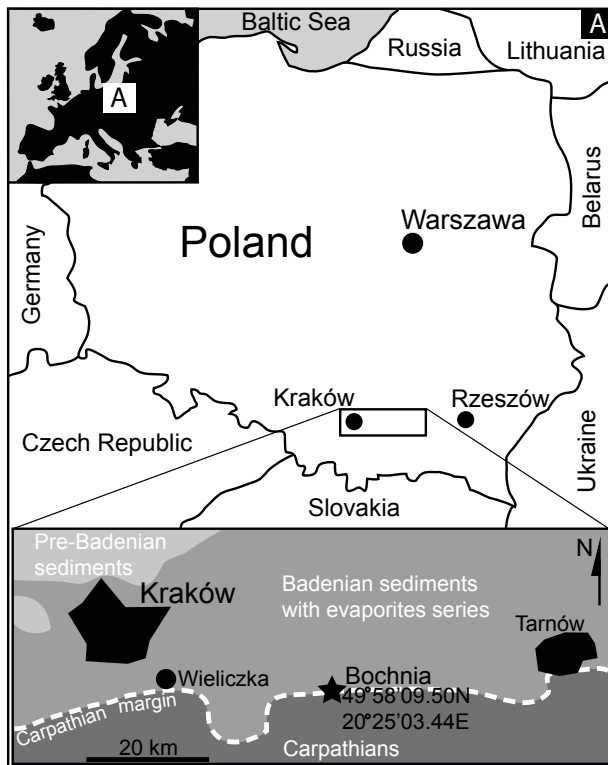 Baltic Sea
A
Russia
Lithuania
A
Belarus
Warszawa
Poland
Germany
Kraków
Rzeszów
Czech Republic
Ukraine
Slovakia
Pre-Badenian
sediments
N
Kraków
Badenian sediments
with evaporites series
Tarnów
Wieliczka
Bochnia
49°58'09.50N
20°25'03.44E
Carpathian margin
20 km
Carpathians